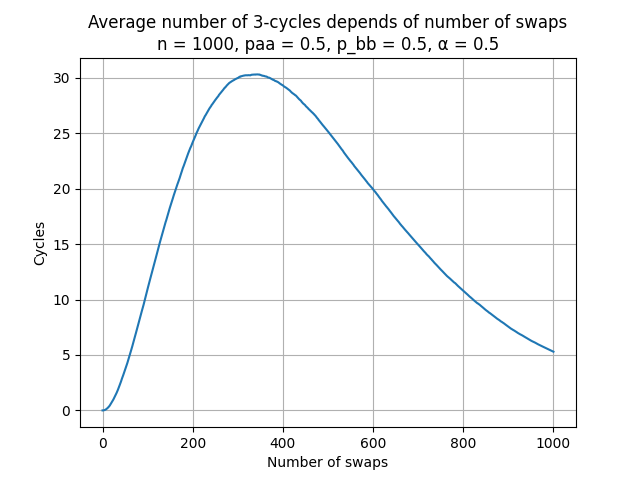 Average number of 3-cycles depends of number of swaps
n = 1000, paa = 0.5, p_bb = 0.5, α = 0.5
30
25
20
15
10
5
0
Cycles
0 200 400 600 800 1000
Number of swaps